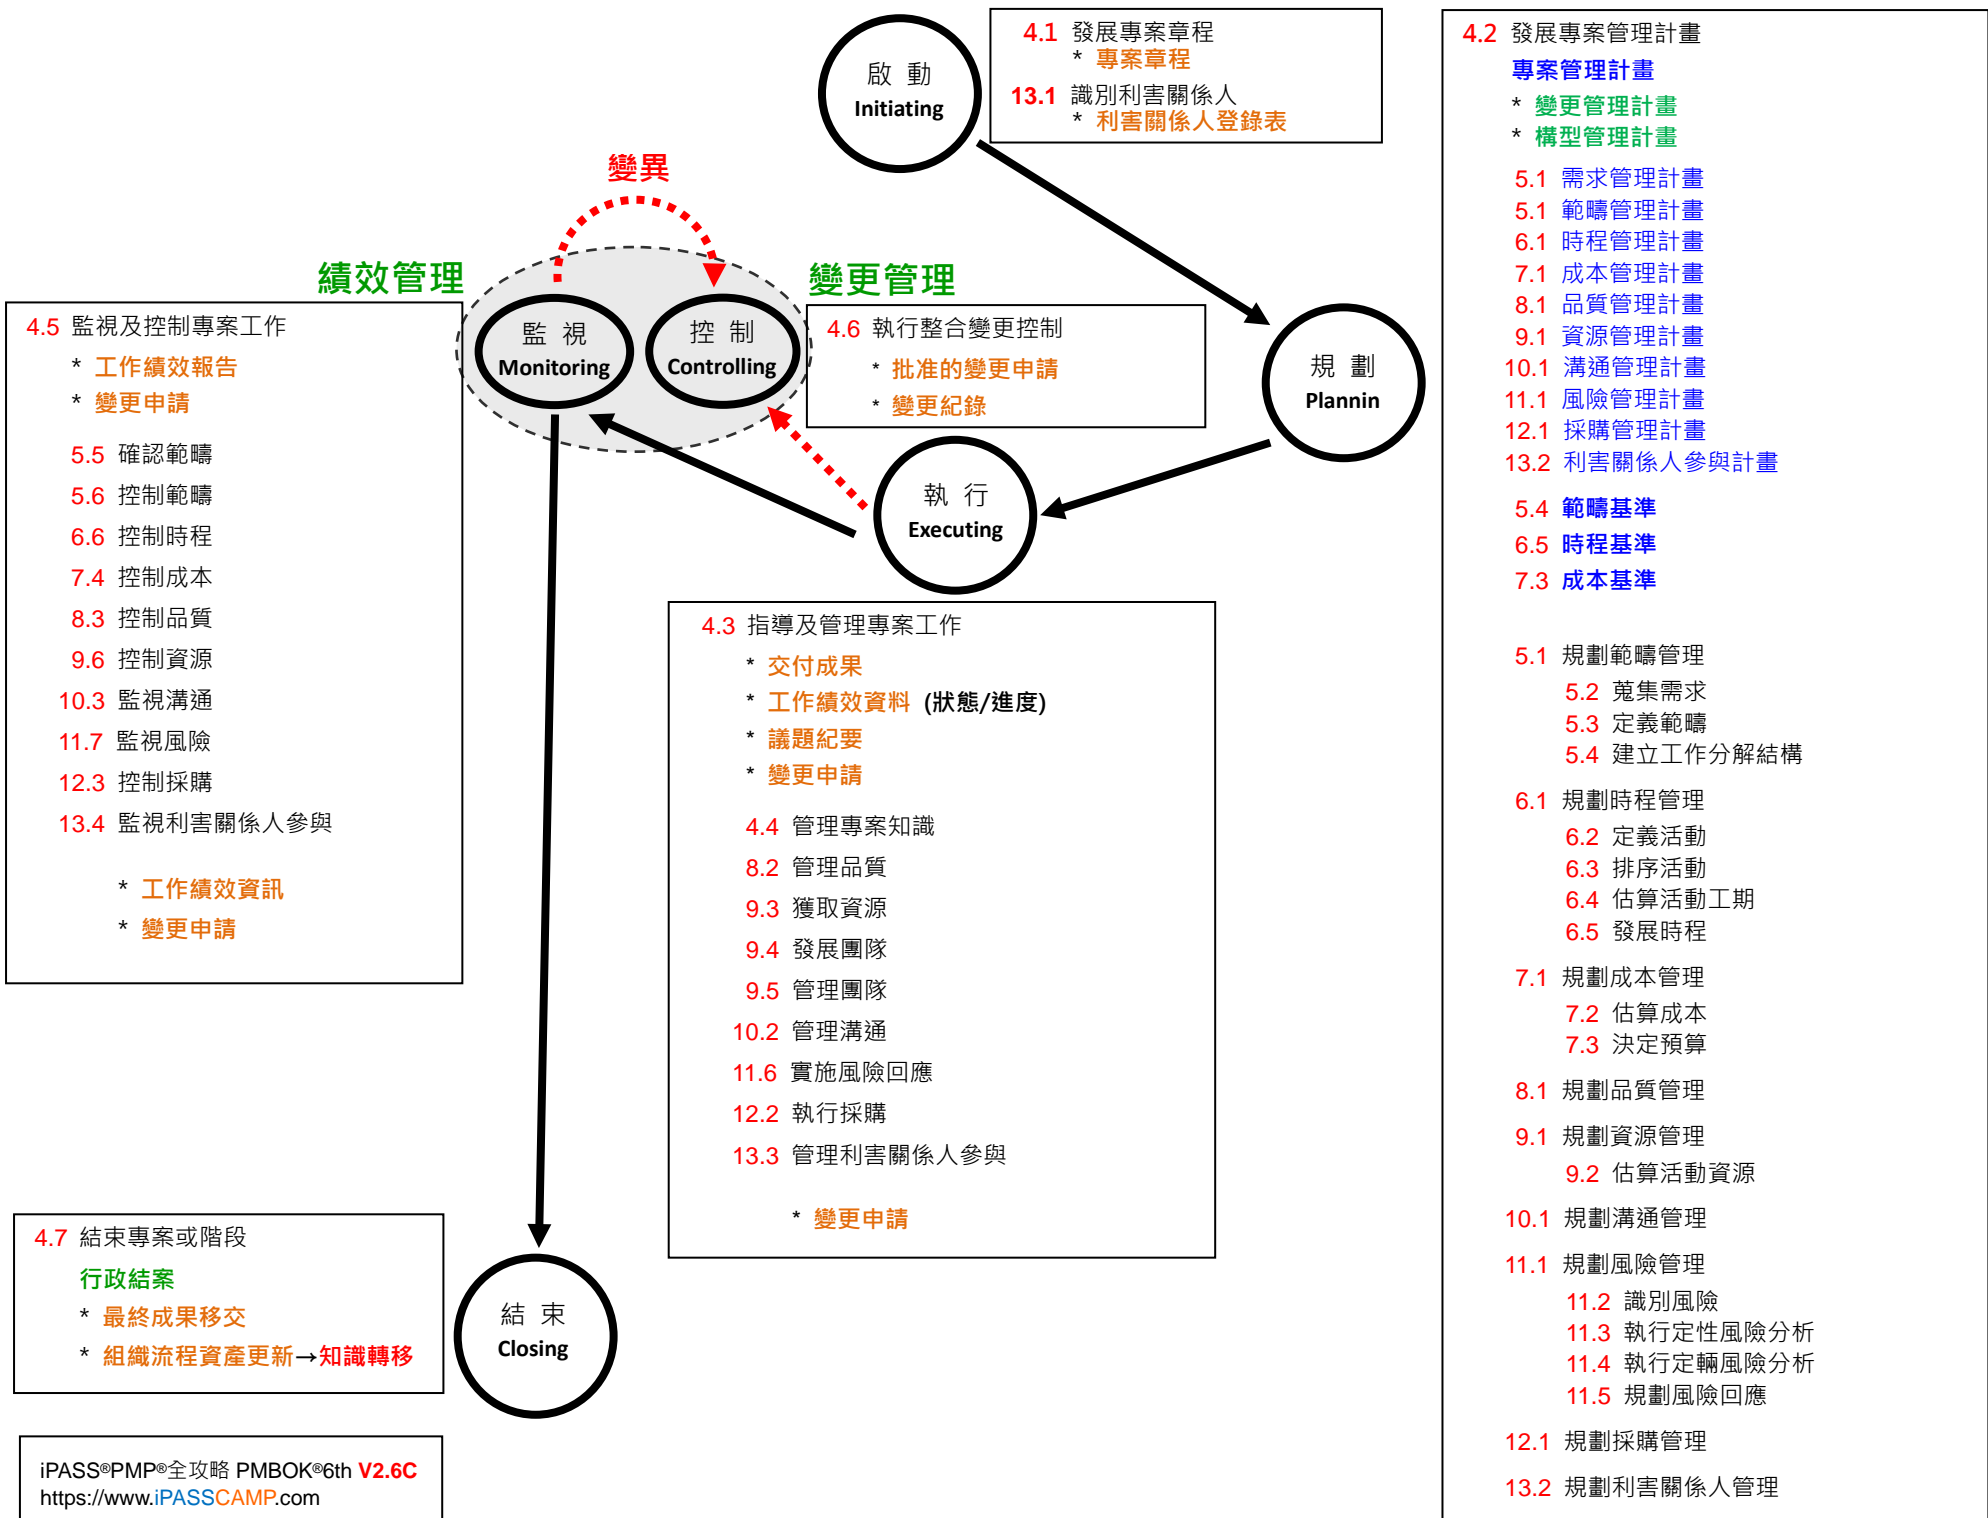 啟 動
Initiating
4.1 發展專案章程
* 專案章程
13.1 識別利害關係人
* 利害關係人登錄表
變異
績效管理
變更管理
監 視
Monitoring
控 制
Controlling
規 劃
Plannin
執 行
Executing
結 束
Closing
4.5 監視及控制專案工作
* 工作績效報告
* 變更申請
5.5 確認範疇
5.6 控制範疇
6.6 控制時程
7.4 控制成本
8.3 控制品質
9.6 控制資源
10.3 監視溝通
11.7 監視風險
12.3 控制採購
13.4 監視利害關係人參與
* 工作績效資訊
* 變更申請
4.6 執行整合變更控制
* 批准的變更申請
* 變更紀錄
4.3 指導及管理專案工作
* 交付成果
* 工作績效資料 (狀態/進度)
* 議題紀要
* 變更申請
4.4 管理專案知識
8.2 管理品質
9.3 獲取資源
9.4 發展團隊
9.5 管理團隊
10.2 管理溝通
11.6 實施風險回應
12.2 執行採購
13.3 管理利害關係人參與
* 變更申請
4.7 結束專案或階段
行政結案
* 最終成果移交
* 組織流程資產更新→知識轉移
iPASS®PMP®全攻略 PMBOK®6th V2.6C
https://www.iPASSCAMP.com
4.2 發展專案管理計畫
專案管理計畫
* 變更管理計畫
* 構型管理計畫
5.1 需求管理計畫
5.1 範疇管理計畫
6.1 時程管理計畫
7.1 成本管理計畫
8.1 品質管理計畫
9.1 資源管理計畫
10.1 溝通管理計畫
11.1 風險管理計畫
12.1 採購管理計畫
13.2 利害關係人參與計畫
5.4 範疇基準
6.5 時程基準
7.3 成本基準
5.1 規劃範疇管理
5.2 蒐集需求
5.3 定義範疇
5.4 建立工作分解結構
6.1 規劃時程管理
6.2 定義活動
6.3 排序活動
6.4 估算活動工期
6.5 發展時程
7.1 規劃成本管理
7.2 估算成本
7.3 決定預算
8.1 規劃品質管理
9.1 規劃資源管理
9.2 估算活動資源
10.1 規劃溝通管理
11.1 規劃風險管理
11.2 識別風險
11.3 執行定性風險分析
11.4 執行定輛風險分析
11.5 規劃風險回應
12.1 規劃採購管理
13.2 規劃利害關係人管理